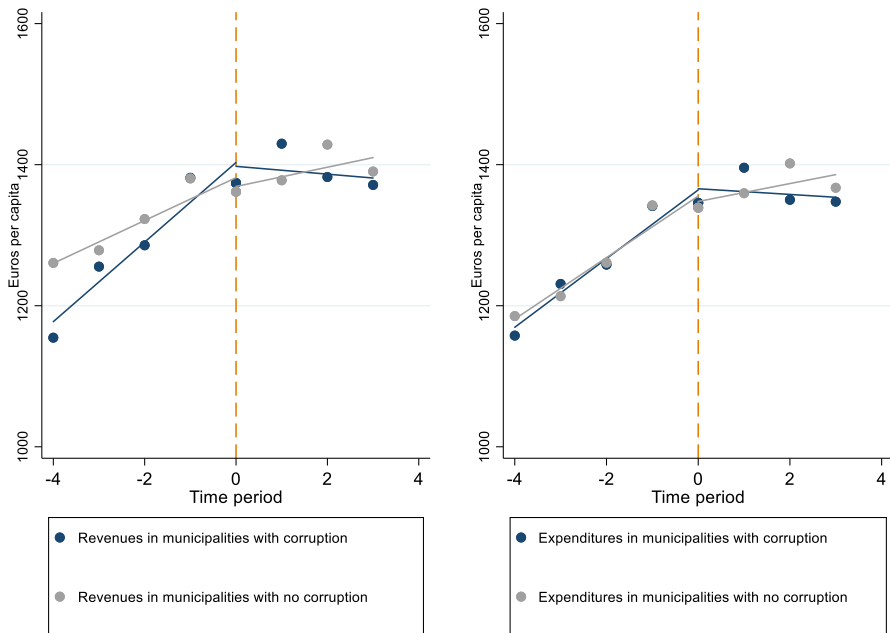 1600
1400
1200
1000
Euros per capita
-4 -2 0 2 4
Time period
Revenues in municipalities with corruption
Revenues in municipalities with no corruption
1600
1400
1200
1000
Euros per capita
-4 -2 0 2 4
Time period
Expenditures in municipalities with corruption
Expenditures in municipalities with no corruption